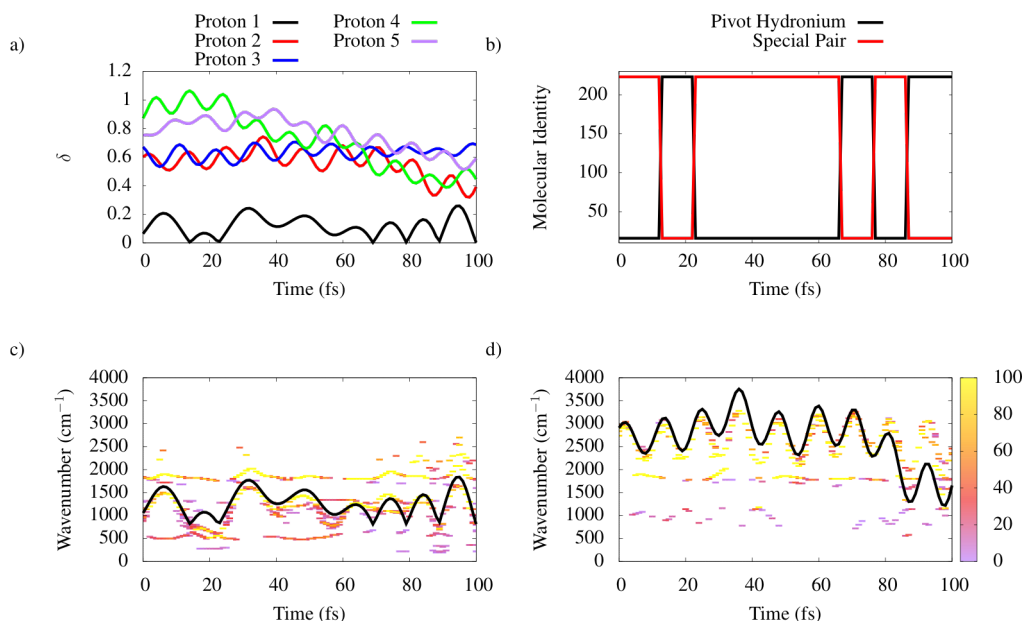 Proton 1
Proton 2
Proton 3
Proton 4
Proton 5
a)
1.2
1
0.8
0.6
0.4
0.2
0
δ
0 20 40 60 80 100
Time (fs)
Pivot Hydronium
Special Pair
b)
200
150
100
50
Molecular Identity
0 20 40 60 80 100
Time (fs)
c)
4000
3500
3000
2500
2000
1500
1000
500
0
Wavenumber (cm⁻¹)
0 20 40 60 80 100
Time (fs)
d)
4000
3500
3000
2500
2000
1500
1000
500
0
Wavenumber (cm⁻¹)
0 20 40 60 80 100
Time (fs)
100
80
60
40
20
0